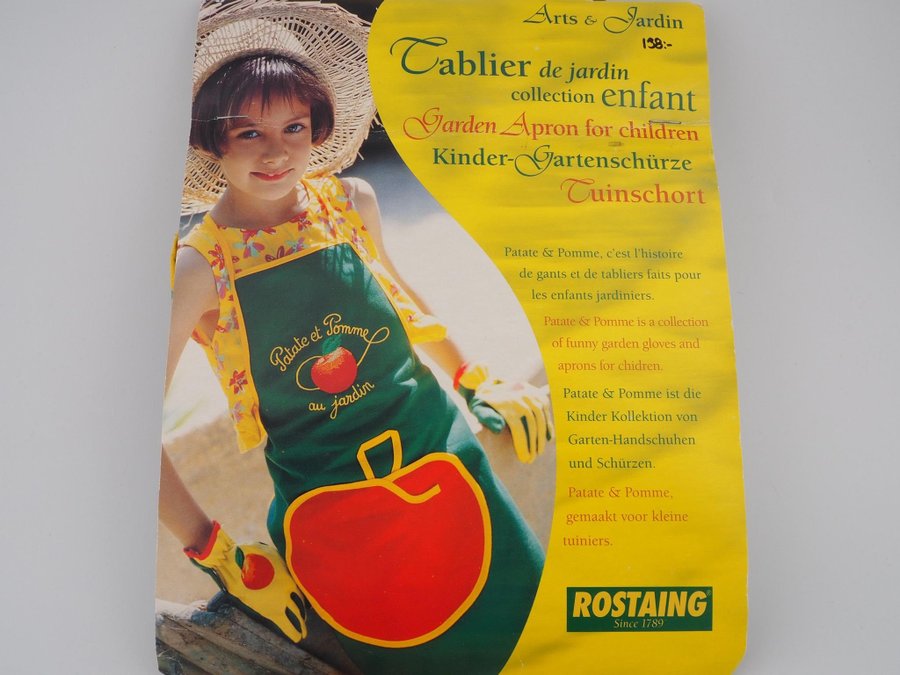 Arts & Jardin
138:-
Tablier de jardin
collection enfant
Garden Apron for children
Kinder-Gartenschürze
Tuinschort
Patate & Pomme, c'est l'histoire
de gants et de tabliers faits pour
les enfants jardiniers.
Patate & Pomme is a collection
of funny garden gloves and
aprons for chidren.
Patate & Pomme ist die
Kinder Kollektion von
Garten-Handschuhen
und Schürzen.
Patate & Pomme,
gemaakt voor kleine
tuiniers.
Patate et Pomme
au jardin
ROSTAING®
Since 1789